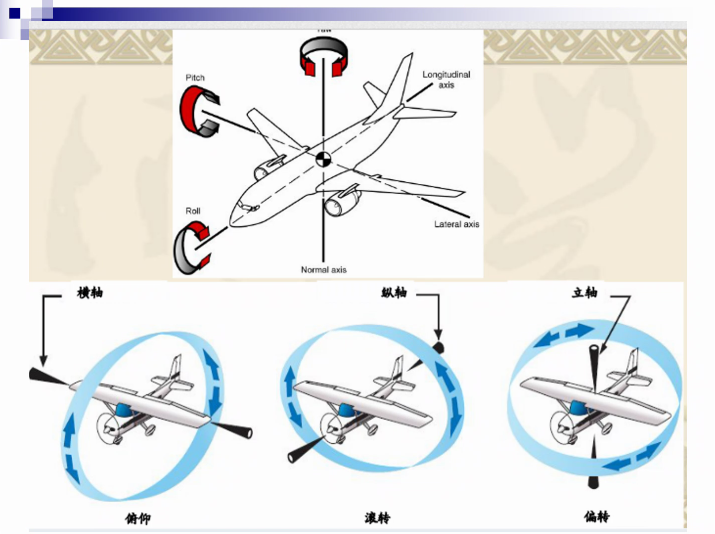 Yaw
Pitch
Longitudinal
axis
Roll
Lateral axis
Normal axis
横轴
纵轴
立轴
俯仰
滚转
偏转